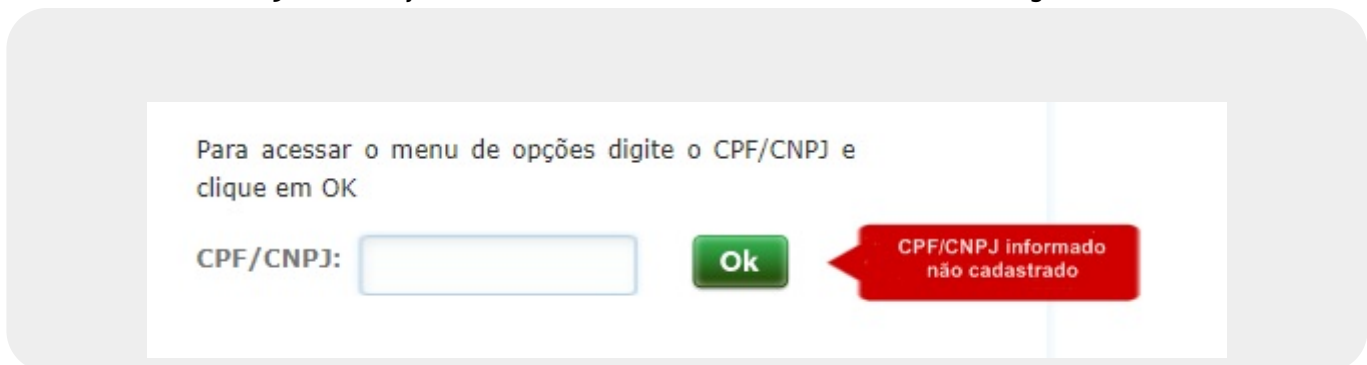 Para acessar o menu de opções digite o CPF/CNPJ e
clique em OK
CPF/CNPJ:
Ok
CPF/CNPJ informado
não cadastrado